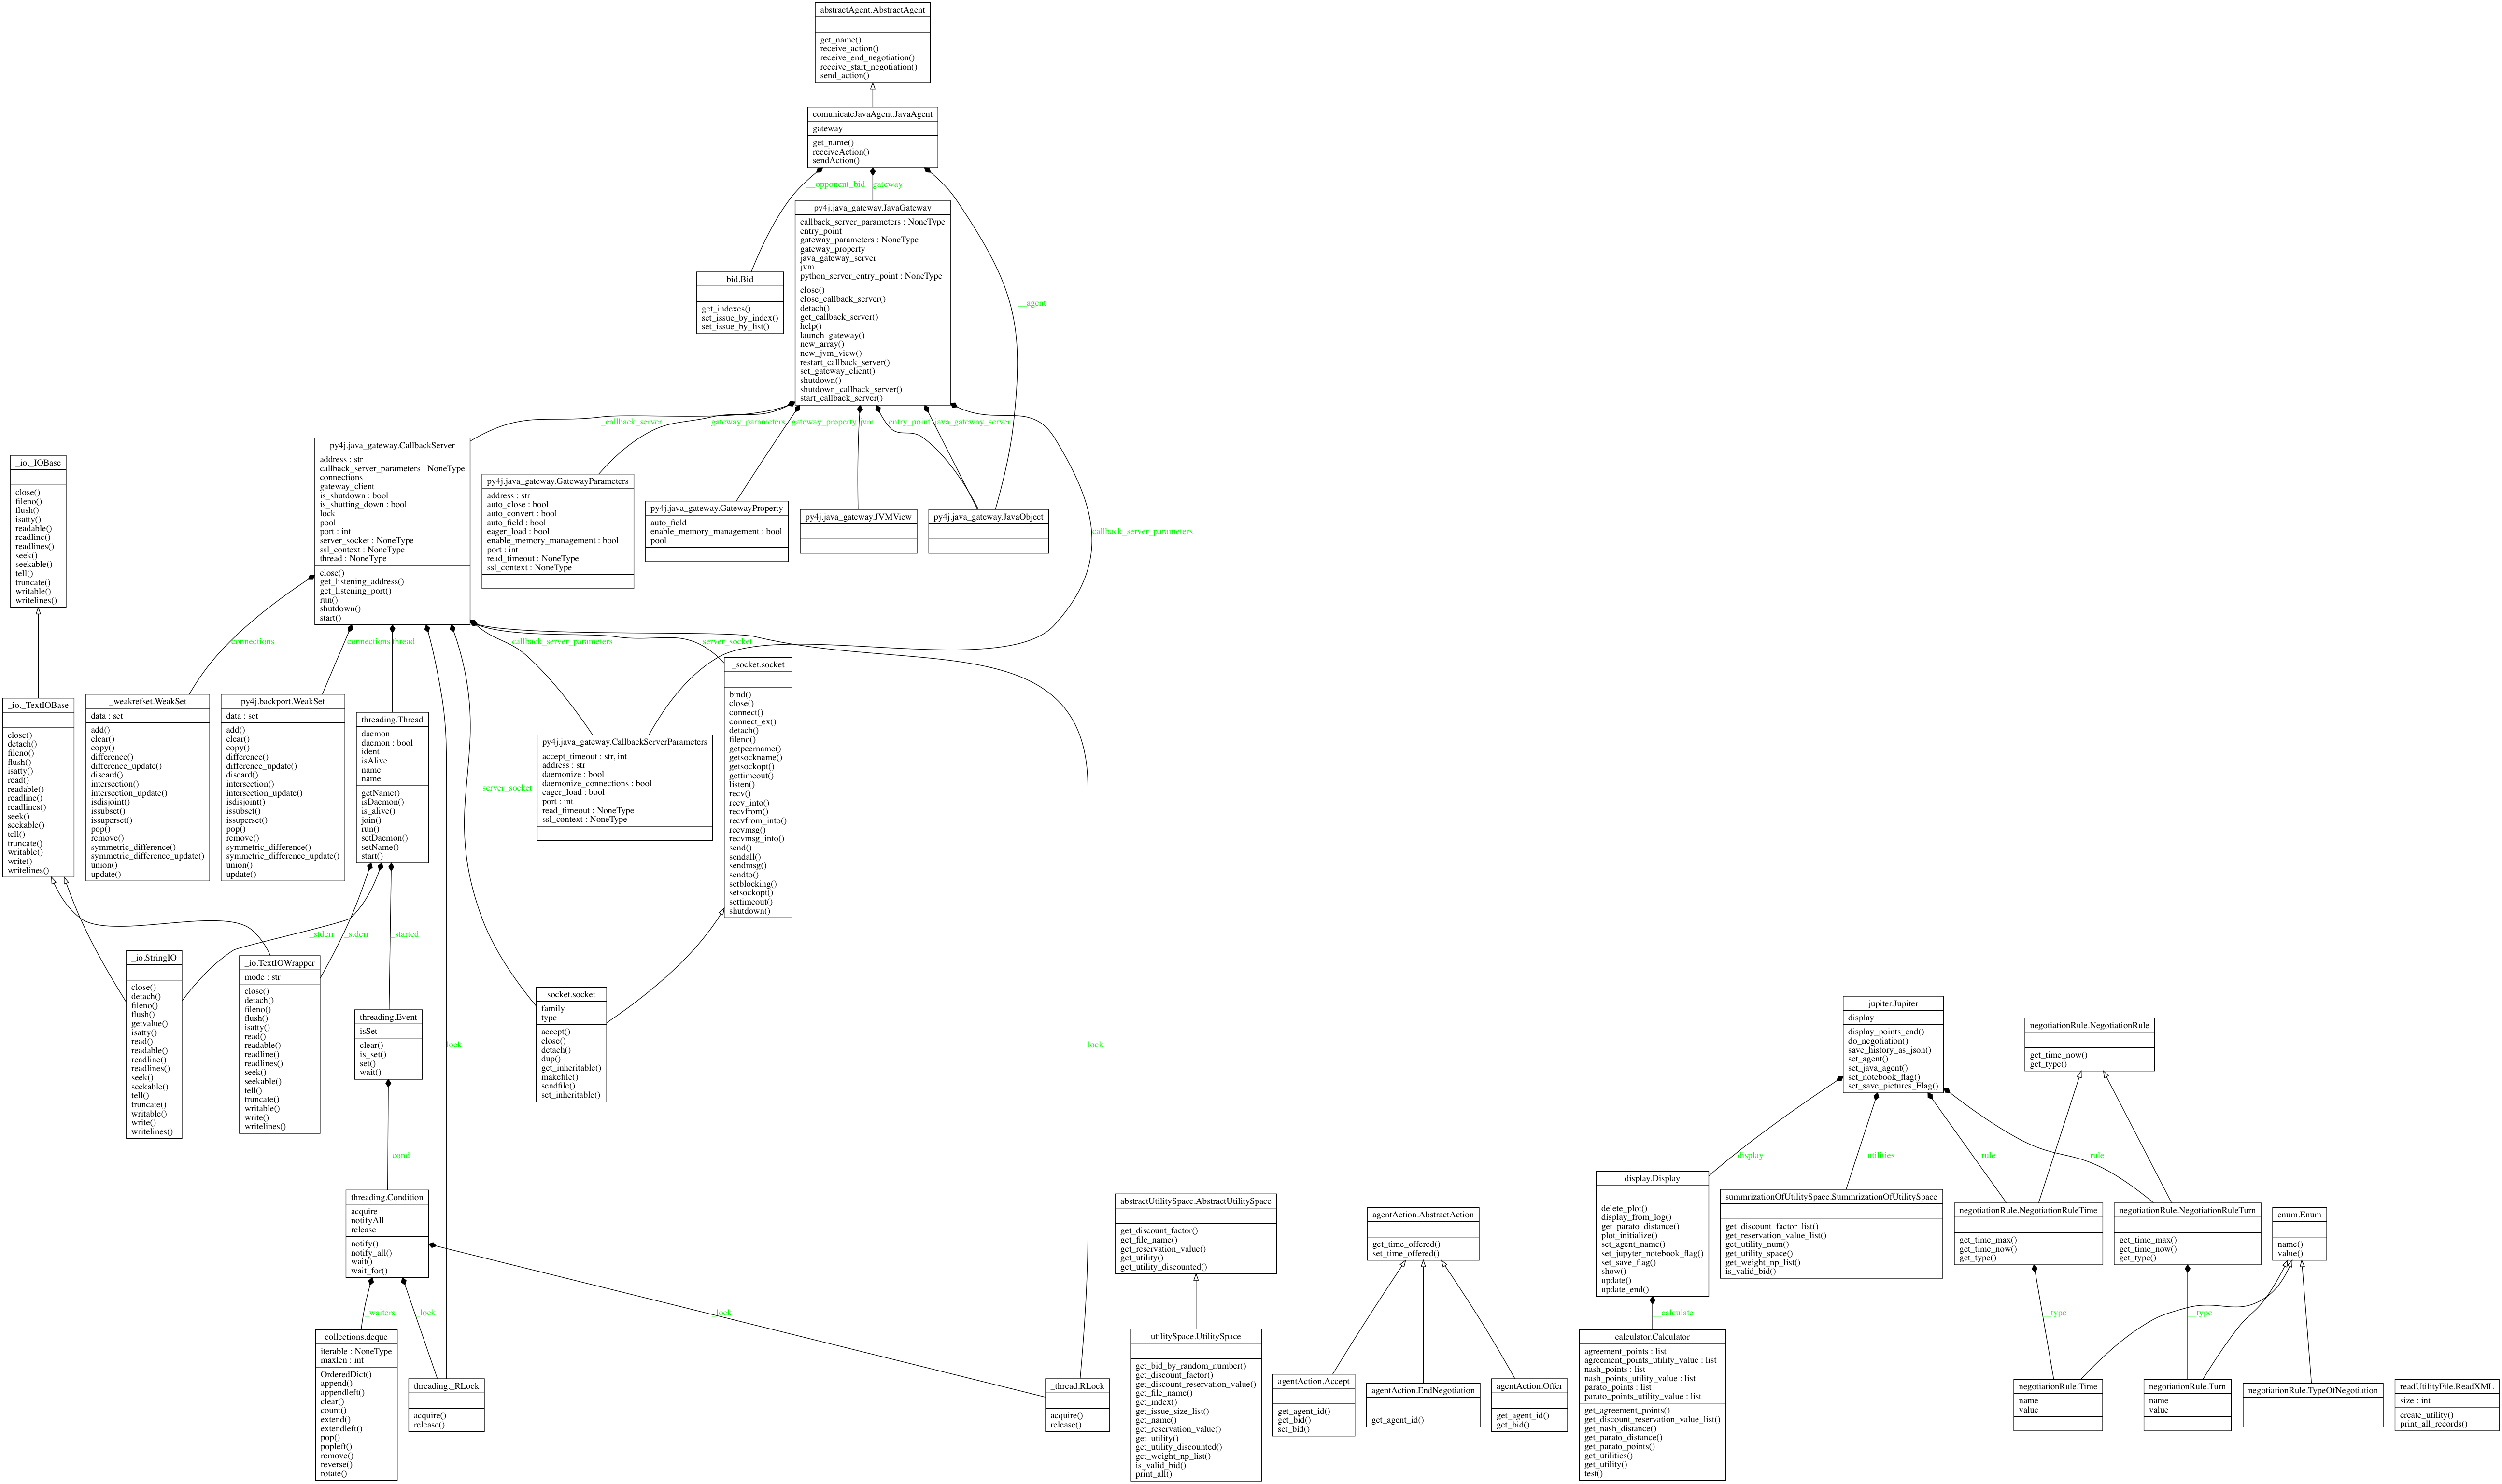 abstractAgent.AbstractAgent
get_name()
receive_action()
receive_end_negotiation()
receive_start_negotiation()
send_action()
comunicateJavaAgent.JavaAgent
gateway
get_name()
receiveAction()
sendAction()
__opponent_bid
gateway
__agent
bid.Bid
get_indexes()
set_issue_by_index()
set_issue_by_list()
py4j.java_gateway.JavaGateway
callback_server_parameters : NoneType
entry_point
gateway_parameters : NoneType
gateway_property
java_gateway_server
jvm
python_server_entry_point : NoneType
close()
close_callback_server()
detach()
get_callback_server()
help()
launch_gateway()
new_array()
new_jvm_view()
restart_callback_server()
set_gateway_client()
shutdown()
shutdown_callback_server()
start_callback_server()
_callback_server
gateway_parameters
gateway_property
jvm
entry_point
java_gateway_server
callback_server_parameters
_io._IOBase
close()
fileno()
flush()
isatty()
readable()
readline()
readlines()
seek()
seekable()
tell()
truncate()
writable()
writelines()
py4j.java_gateway.CallbackServer
address : str
callback_server_parameters : NoneType
connections
gateway_client
is_shutdown : bool
is_shutting_down : bool
lock
pool
port : int
server_socket : NoneType
ssl_context : NoneType
thread : NoneType
close()
get_listening_address()
get_listening_port()
run()
shutdown()
start()
py4j.java_gateway.GatewayParameters
address : str
auto_close : bool
auto_convert : bool
auto_field : bool
eager_load : bool
enable_memory_management : bool
port : int
read_timeout : NoneType
ssl_context : NoneType
py4j.java_gateway.GatewayProperty
auto_field
enable_memory_management : bool
pool
py4j.java_gateway.JVMView
py4j.java_gateway.JavaObject
connections
connections
thread
callback_server_parameters
server_socket
_io._TextIOBase
close()
detach()
fileno()
flush()
isatty()
read()
readable()
readline()
readlines()
seek()
seekable()
tell()
truncate()
writable()
write()
writelines()
_weakrefset.WeakSet
data : set
add()
clear()
copy()
difference()
difference_update()
discard()
intersection()
intersection_update()
isdisjoint()
issubset()
issuperset()
pop()
remove()
symmetric_difference()
symmetric_difference_update()
union()
update()
py4j.backport.WeakSet
data : set
add()
clear()
copy()
difference()
difference_update()
discard()
intersection()
intersection_update()
isdisjoint()
issubset()
issuperset()
pop()
remove()
symmetric_difference()
symmetric_difference_update()
union()
update()
threading.Thread
daemon
daemon : bool
ident
isAlive
name
name
getName()
isDaemon()
is_alive()
join()
run()
setDaemon()
setName()
start()
server_socket
py4j.java_gateway.CallbackServerParameters
accept_timeout : str, int
address : str
daemonize : bool
daemonize_connections : bool
eager_load : bool
port : int
read_timeout : NoneType
ssl_context : NoneType
_socket.socket
bind()
close()
connect()
connect_ex()
detach()
fileno()
getpeername()
getsockname()
getsockopt()
gettimeout()
listen()
recv()
recv_into()
recvfrom()
recvfrom_into()
recvmsg()
recvmsg_into()
send()
sendall()
sendmsg()
sendto()
setblocking()
setsockopt()
settimeout()
shutdown()
_stderr
_stderr
_started
_io.StringIO
close()
detach()
fileno()
flush()
getvalue()
isatty()
read()
readable()
readline()
readlines()
seek()
seekable()
tell()
truncate()
writable()
write()
writelines()
_io.TextIOWrapper
mode : str
close()
detach()
fileno()
flush()
isatty()
read()
readable()
readline()
readlines()
seek()
seekable()
tell()
truncate()
writable()
write()
writelines()
threading.Event
isSet
clear()
is_set()
set()
wait()
lock
socket.socket
family
type
accept()
close()
detach()
dup()
get_inheritable()
makefile()
sendfile()
set_inheritable()
lock
jupiter.Jupiter
display
display_points_end()
do_negotiation()
save_history_as_json()
set_agent()
set_java_agent()
set_notebook_flag()
set_save_pictures_Flag()
negotiationRule.NegotiationRule
get_time_now()
get_type()
_cond
display
__utilities
_rule
_rule
threading.Condition
acquire
notifyAll
release
notify()
notify_all()
wait()
wait_for()
abstractUtilitySpace.AbstractUtilitySpace
get_discount_factor()
get_file_name()
get_reservation_value()
get_utility()
get_utility_discounted()
agentAction.AbstractAction
get_time_offered()
set_time_offered()
display.Display
delete_plot()
display_from_log()
get_parato_distance()
plot_initialize()
set_agent_name()
set_jupyter_notebook_flag()
set_save_flag()
show()
update()
update_end()
summrizationOfUtilitySpace.SummrizationOfUtilitySpace
get_discount_factor_list()
get_reservation_value_list()
get_utility_num()
get_utility_space()
get_weight_np_list()
is_valid_bid()
negotiationRule.NegotiationRuleTime
get_time_max()
get_time_now()
get_type()
negotiationRule.NegotiationRuleTurn
get_time_max()
get_time_now()
get_type()
enum.Enum
name()
value()
_waiters
_lock
_lock
__calculate
__type
__type
collections.deque
iterable : NoneType
maxlen : int
OrderedDict()
append()
appendleft()
clear()
count()
extend()
extendleft()
pop()
popleft()
remove()
reverse()
rotate()
threading._RLock
acquire()
release()
_thread.RLock
acquire()
release()
utilitySpace.UtilitySpace
get_bid_by_random_number()
get_discount_factor()
get_discount_reservation_value()
get_file_name()
get_index()
get_issue_size_list()
get_name()
get_reservation_value()
get_utility()
get_utility_discounted()
get_weight_np_list()
is_valid_bid()
print_all()
agentAction.Accept
get_agent_id()
get_bid()
set_bid()
agentAction.EndNegotiation
get_agent_id()
agentAction.Offer
get_agent_id()
get_bid()
calculator.Calculator
agreement_points : list
agreement_points_utility_value : list
nash_points : list
nash_points_utility_value : list
parato_points : list
parato_points_utility_value : list
get_agreement_points()
get_discount_reservation_value_list()
get_nash_distance()
get_parato_distance()
get_parato_points()
get_utilities()
get_utility()
test()
negotiationRule.Time
name
value
negotiationRule.Turn
name
value
negotiationRule.TypeOfNegotiation
readUtilityFile.ReadXML
size : int
create_utility()
print_all_records()